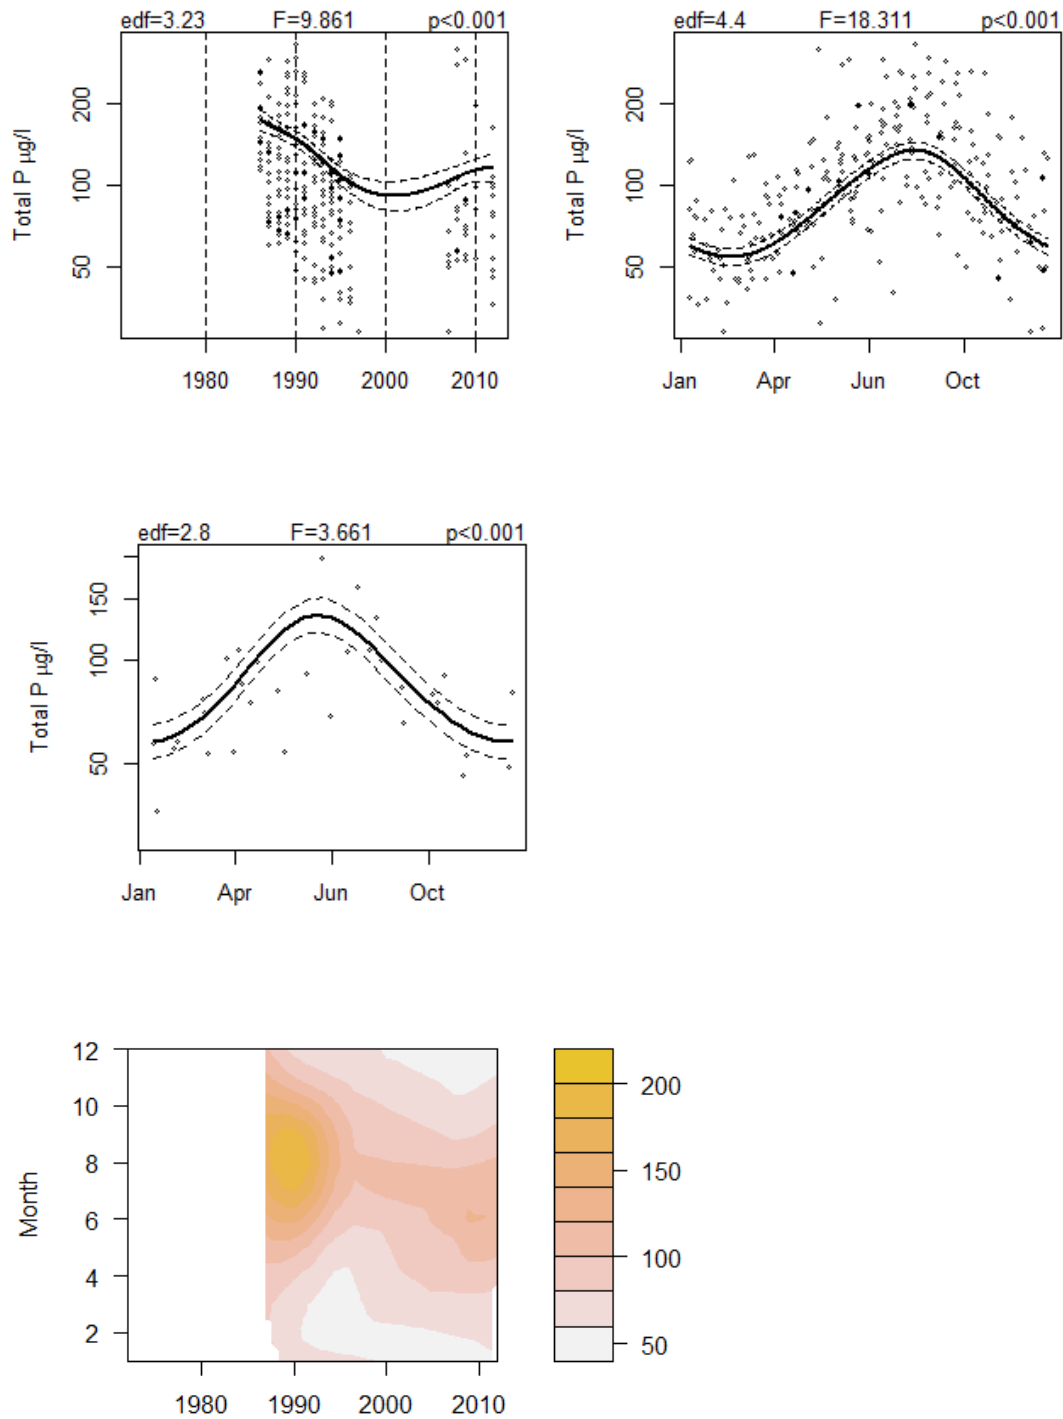 edf=3.23 F=9.861 p<0.001
Total P µg/l
200
100
50
1980 1990 2000 2010
edf=4.4 F=18.311 p<0.001
Total P µg/l
200
100
50
Jan Apr Jun Oct
edf=2.8 F=3.661 p<0.001
Total P µg/l
150
100
50
Jan Apr Jun Oct
Month
12
10
8
6
4
2
1980 1990 2000 2010
200
150
100
50